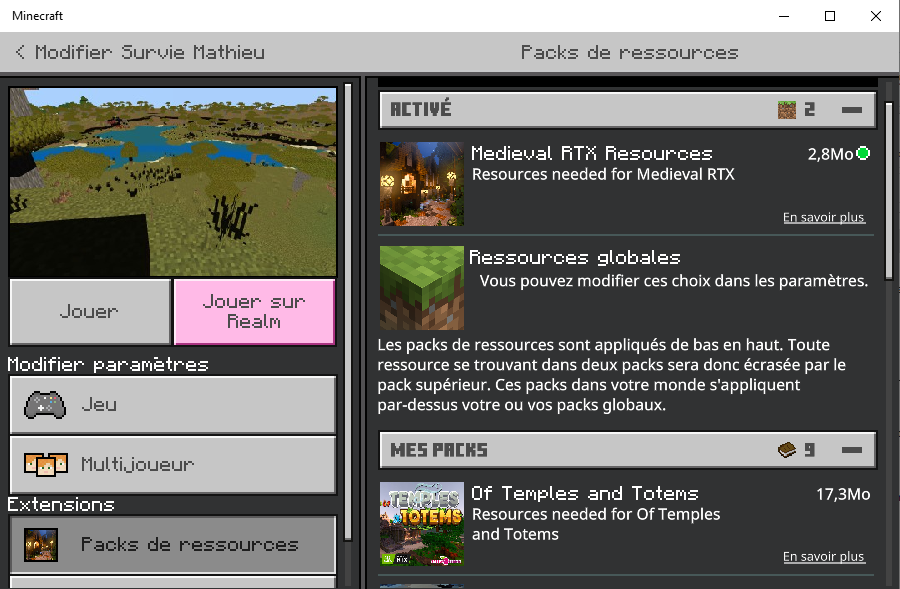 Minecraft
Modifier Survie Mathieu
Packs de ressources
Jouer
Jouer sur
Realm
Modifier paramètres
Jeu
Multijoueur
Extensions
Packs de ressources
ACTIVÉ
2
Medieval RTX Resources
2,8Mo
Resources needed for Medieval RTX
En savoir plus
Ressources globales
Vous pouvez modifier ces choix dans les paramètres.
Les packs de ressources sont appliqués de bas en haut. Toute
ressource se trouvant dans deux packs sera donc écrasée par le
pack supérieur. Ces packs dans votre monde s'appliquent
par-dessus votre ou vos packs globaux.
MES PACKS
9
TEMPLES
TOTEMS
RTX
Of Temples and Totems
17,3Mo
Resources needed for Of Temples
and Totems
En savoir plus